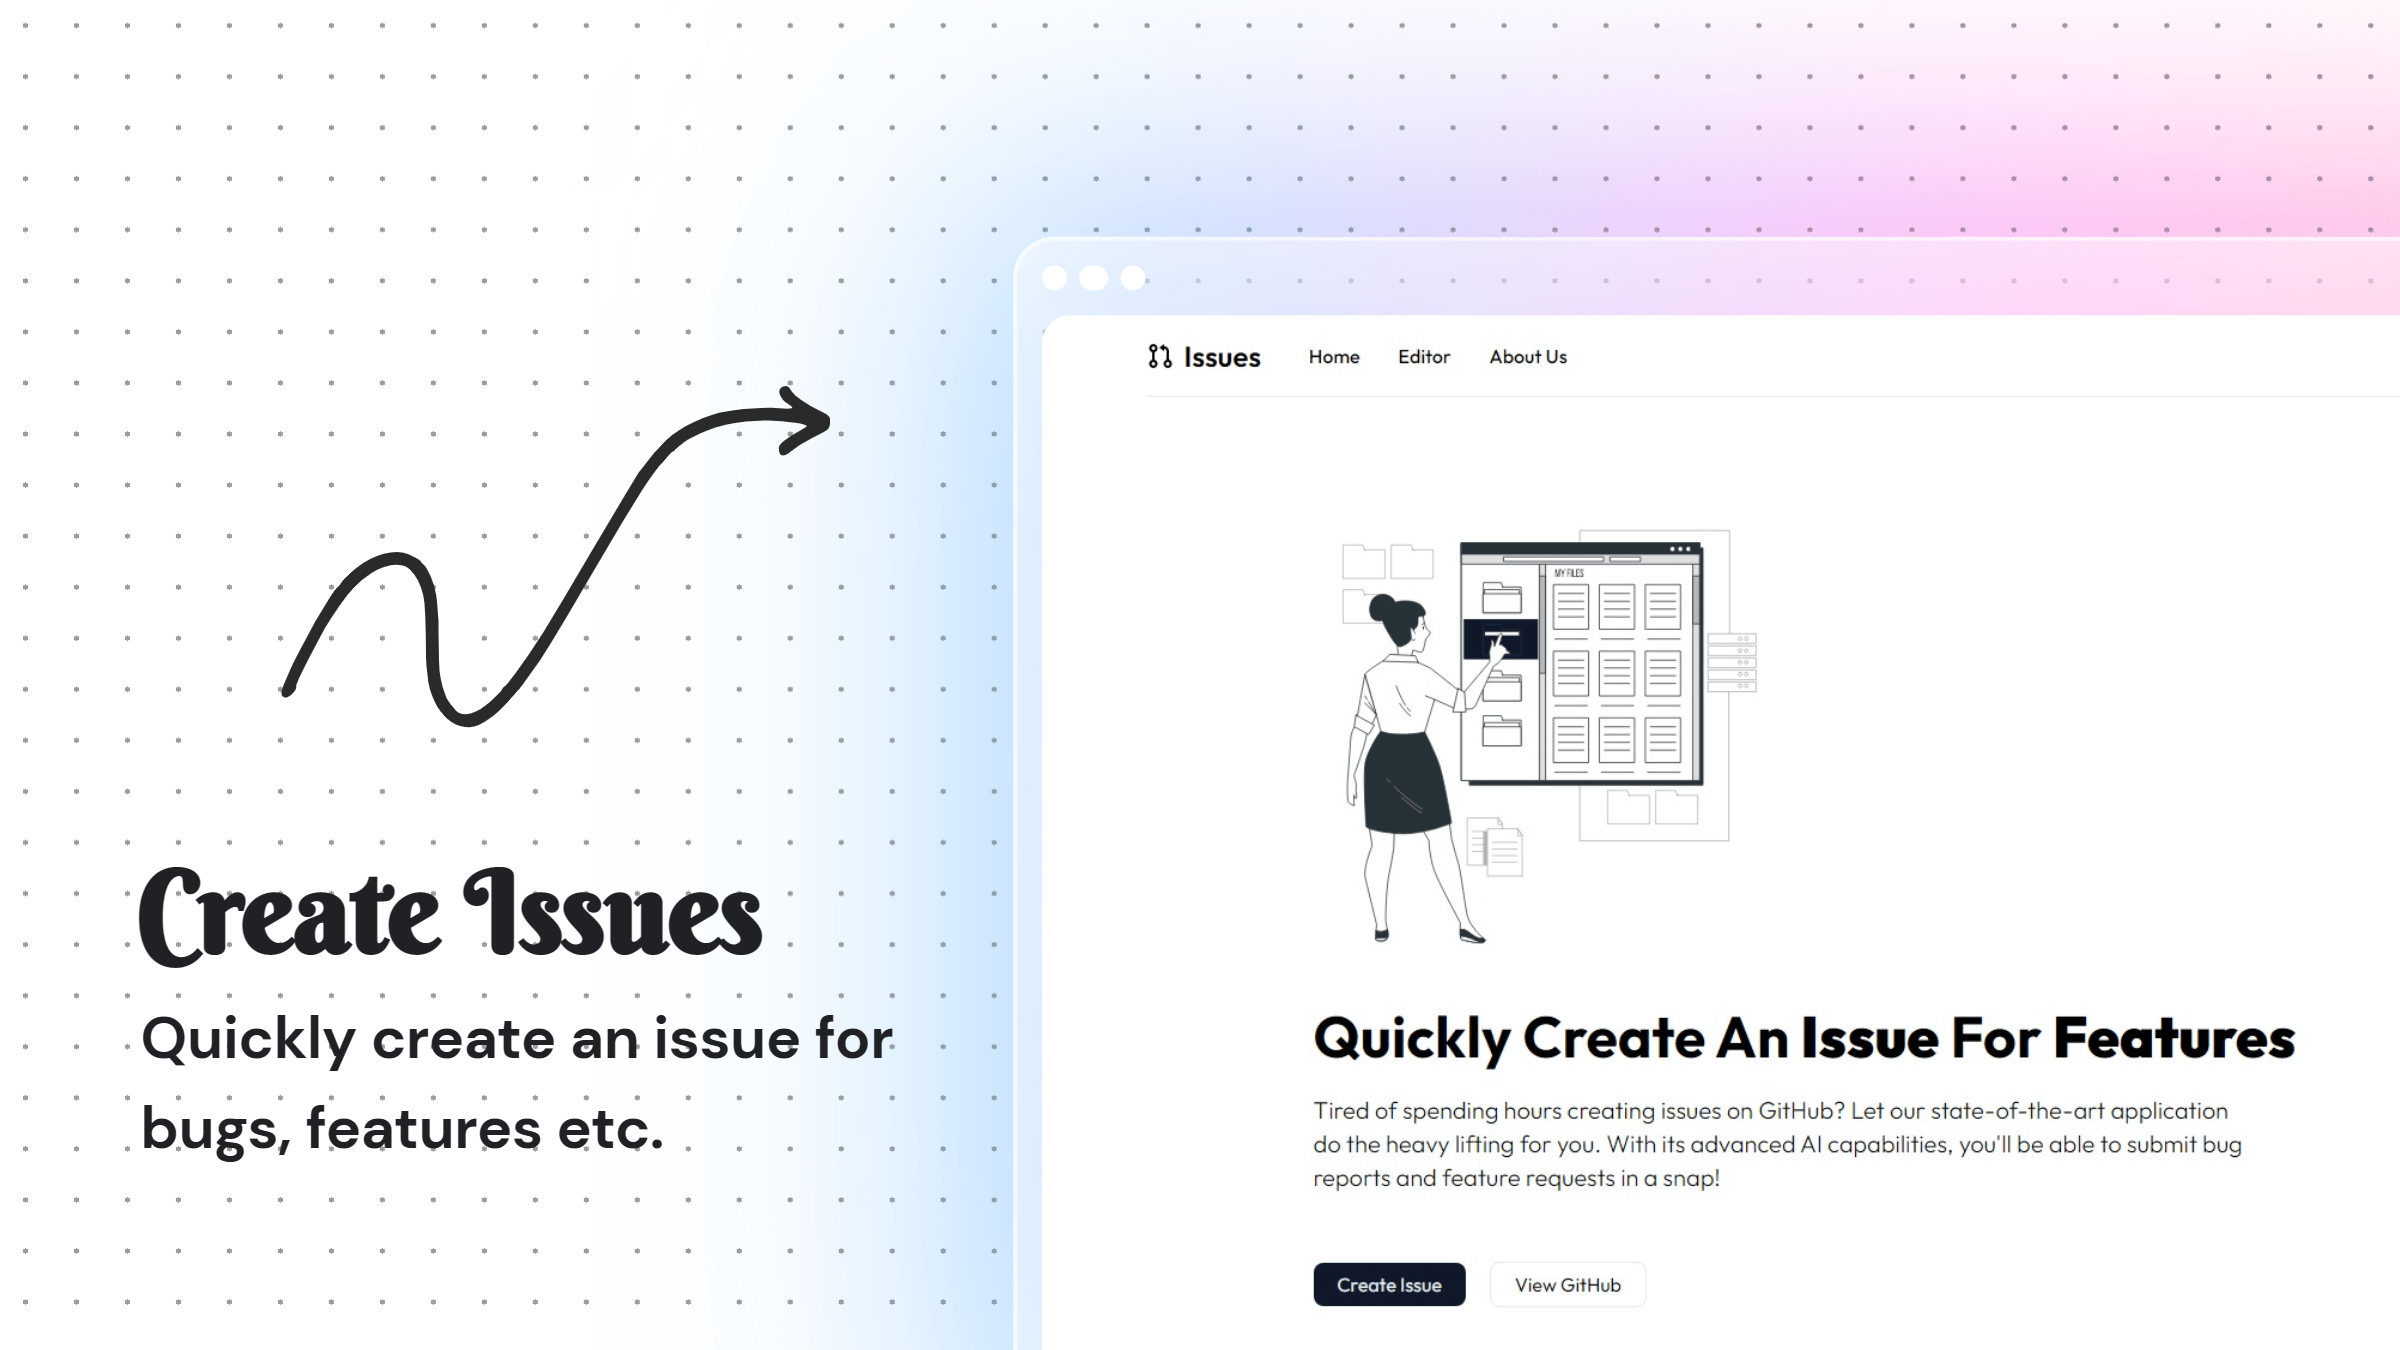 Create Issues
Quickly create an issue for
bugs, features etc.
Issues
Home
Editor
About Us
MY FILES
Quickly Create An Issue For Features
Tired of spending hours creating issues on GitHub? Let our state-of-the-art application
do the heavy lifting for you. With its advanced AI capabilities, you'll be able to submit bug
reports and feature requests in a snap!
Create Issue
View GitHub